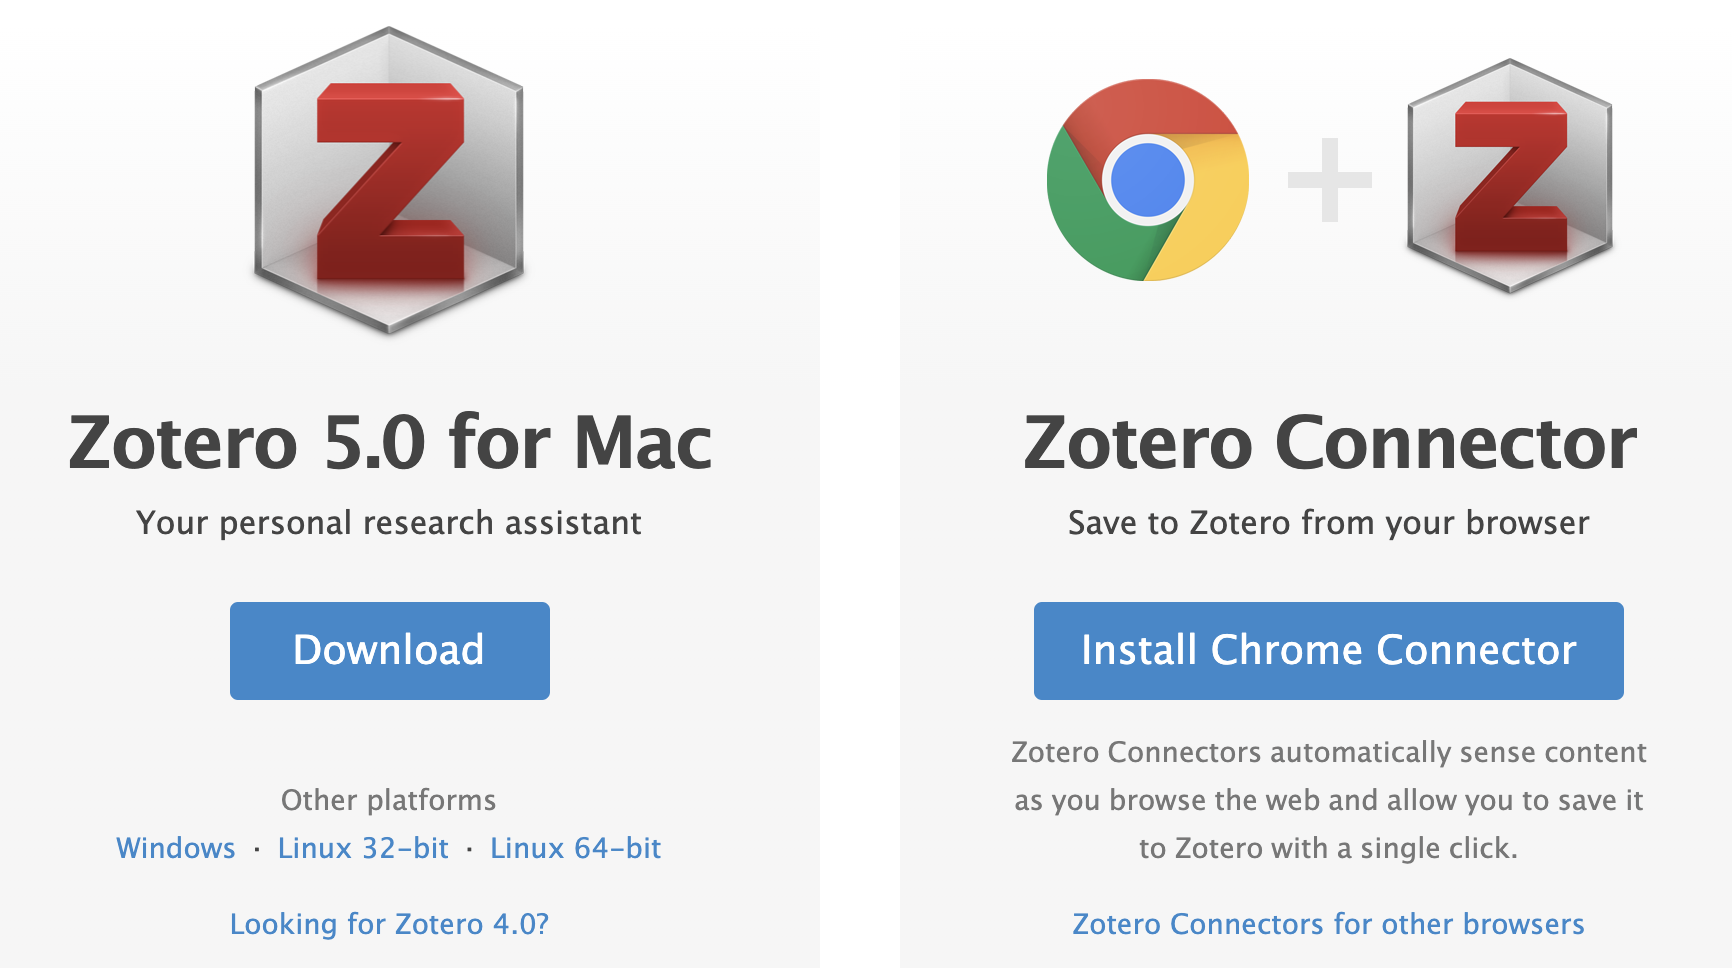 Z
Zotero 5.0 for Mac
Your personal research assistant
Download
Other platforms
Windows · Linux 32-bit · Linux 64-bit
Looking for Zotero 4.0?
Z
Zotero Connector
Save to Zotero from your browser
Install Chrome Connector
Zotero Connectors automatically sense content
as you browse the web and allow you to save it
to Zotero with a single click.
Zotero Connectors for other browsers